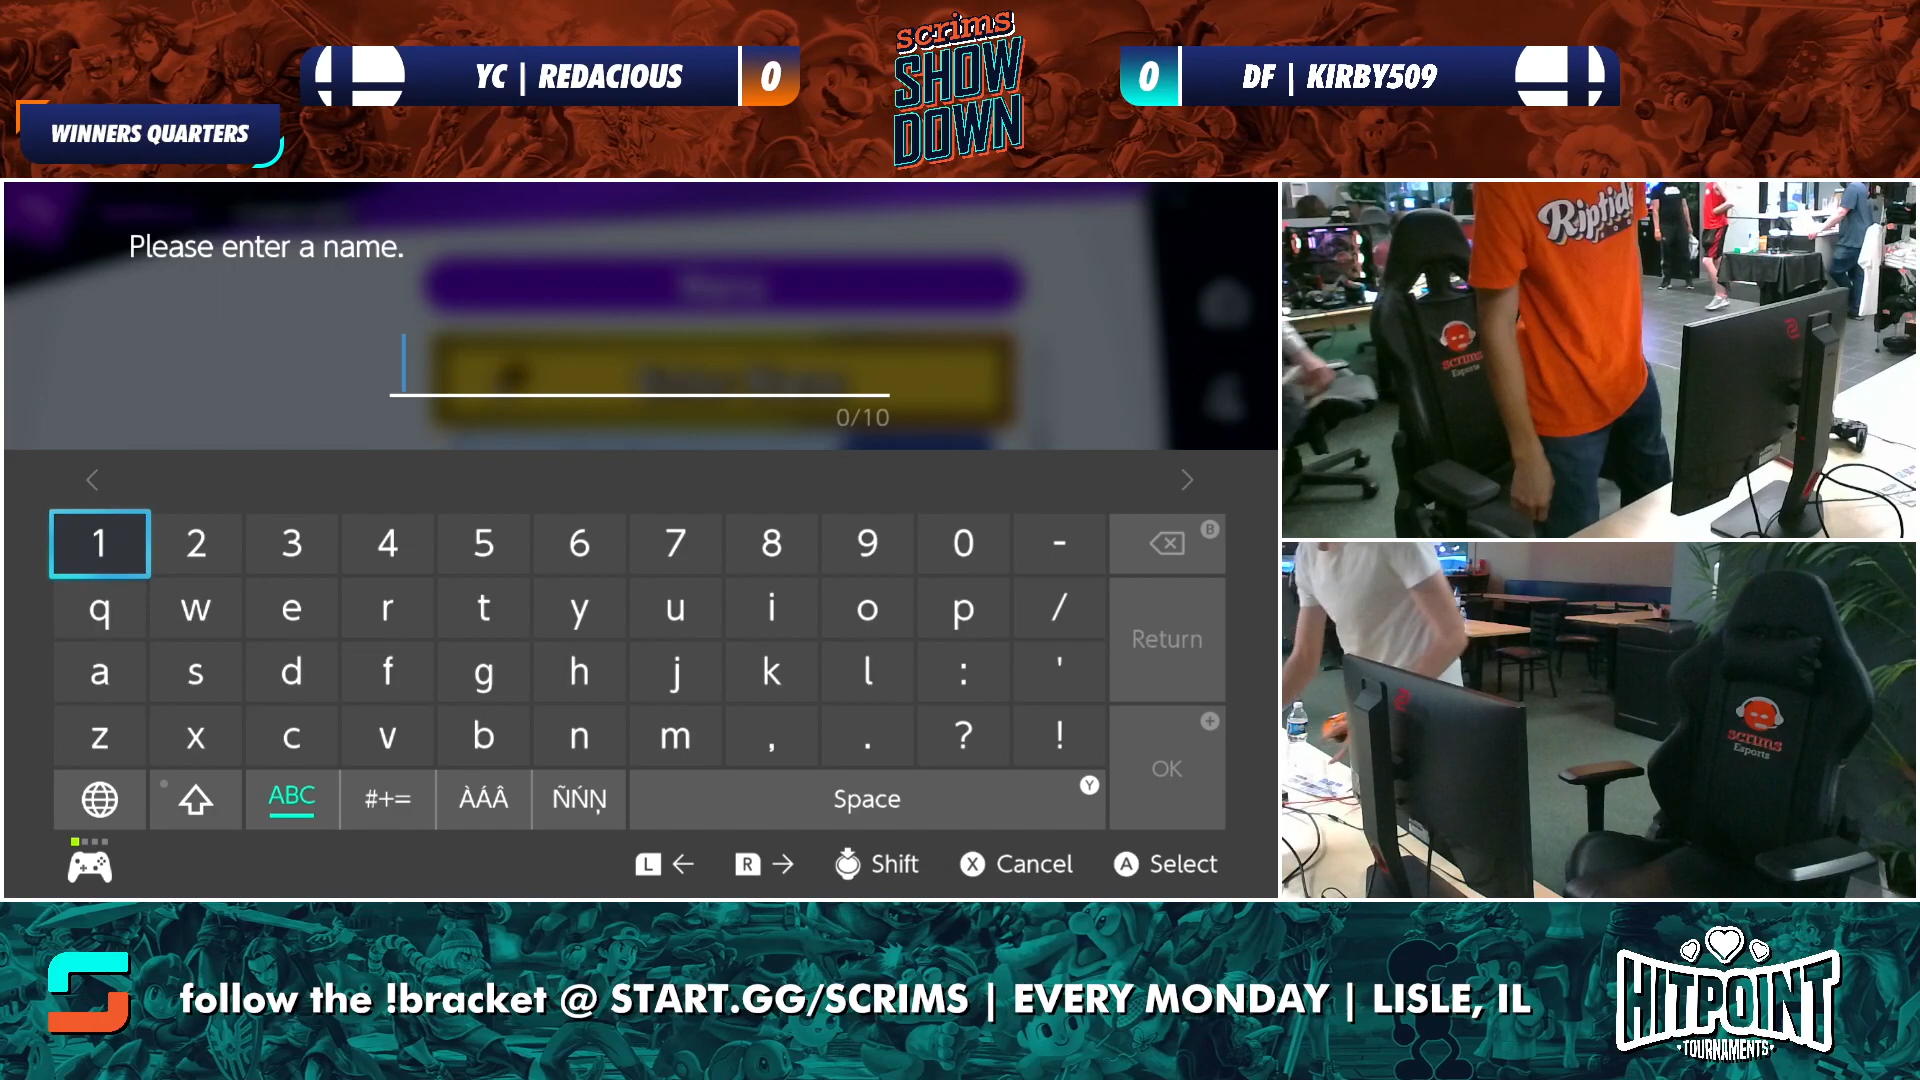 scrims
SHOW
DOWN
YC | REDACIOUS
0
0
DF | KIRBY509
WINNERS QUARTERS
Please enter a name.
0/10
1 2 3 4 5 6 7 8 9 0 - B
q w e r t y u i o p / Return
a s d f g h j k l : '
z x c v b n m , . ? ! + OK
ABC #+= ÀÁÂ ÑŃŅ Space Y
L ← R → Shift X Cancel A Select
Riptide
scrims
Esports
scrims
Esports
follow the !bracket @ START.GG/SCRIMS | EVERY MONDAY | LISLE, IL
HITPOINT
TOURNAMENTS